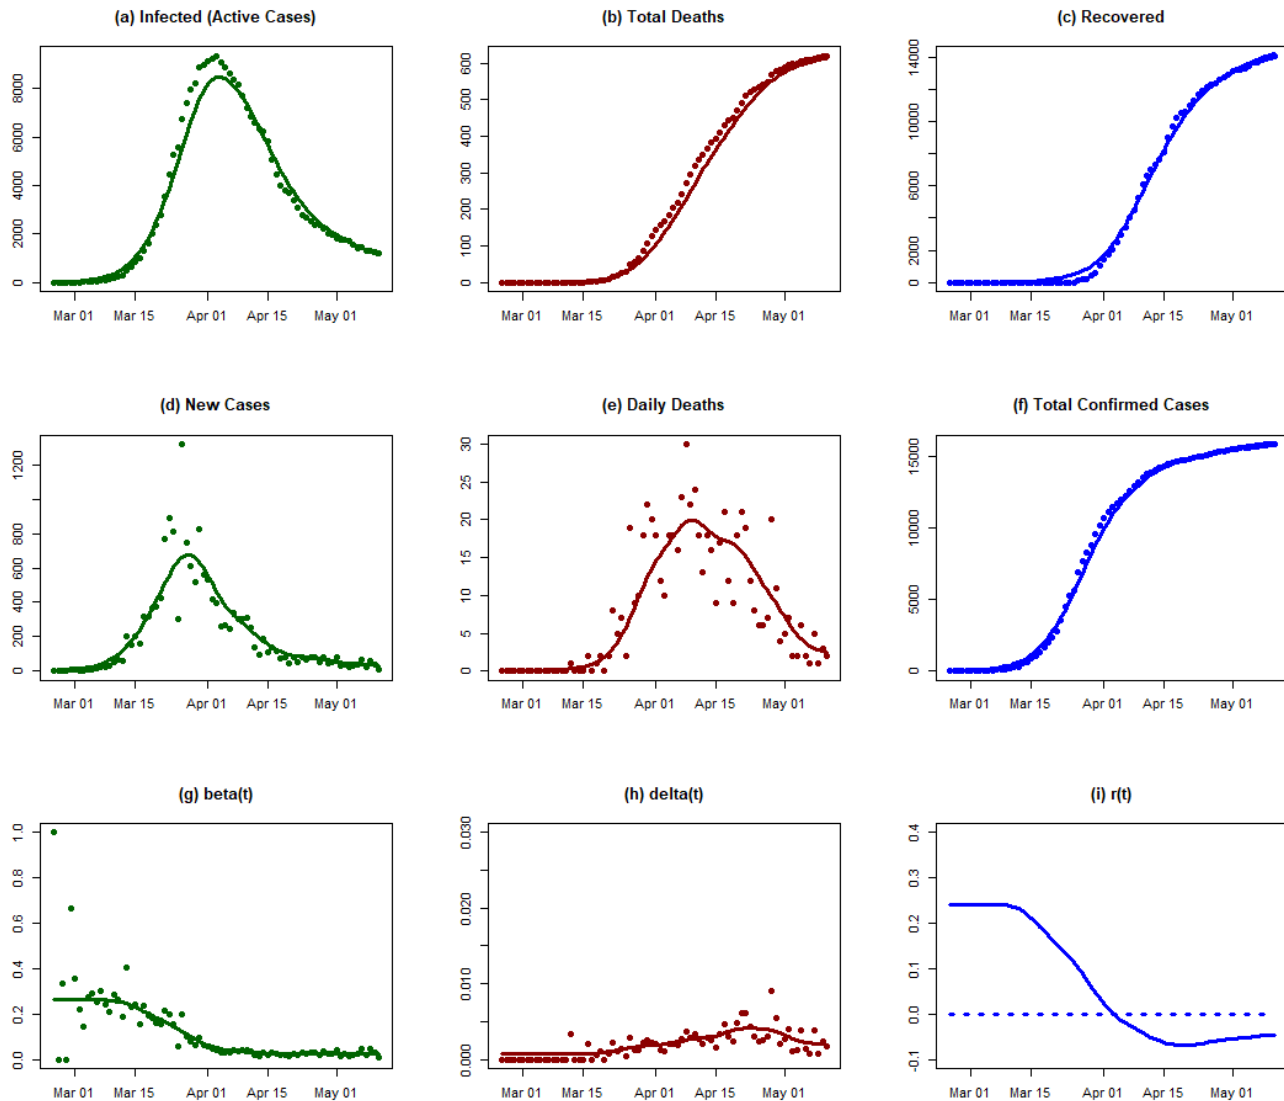 (a) Infected (Active Cases)
8000
6000
4000
2000
0
Mar 01 Mar 15 Apr 01 Apr 15 May 01
(b) Total Deaths
600
500
400
300
200
100
0
Mar 01 Mar 15 Apr 01 Apr 15 May 01
(c) Recovered
14000
10000
6000
2000
0
Mar 01 Mar 15 Apr 01 Apr 15 May 01
(d) New Cases
1200
800
600
400
200
0
Mar 01 Mar 15 Apr 01 Apr 15 May 01
(e) Daily Deaths
30
25
20
15
10
5
0
Mar 01 Mar 15 Apr 01 Apr 15 May 01
(f) Total Confirmed Cases
15000
10000
5000
0
Mar 01 Mar 15 Apr 01 Apr 15 May 01
(g) beta(t)
1.0
0.8
0.6
0.4
0.2
0.0
Mar 01 Mar 15 Apr 01 Apr 15 May 01
(h) delta(t)
0.030
0.020
0.010
0.000
Mar 01 Mar 15 Apr 01 Apr 15 May 01
(i) r(t)
0.4
0.3
0.2
0.1
0.0
-0.1
Mar 01 Mar 15 Apr 01 Apr 15 May 01